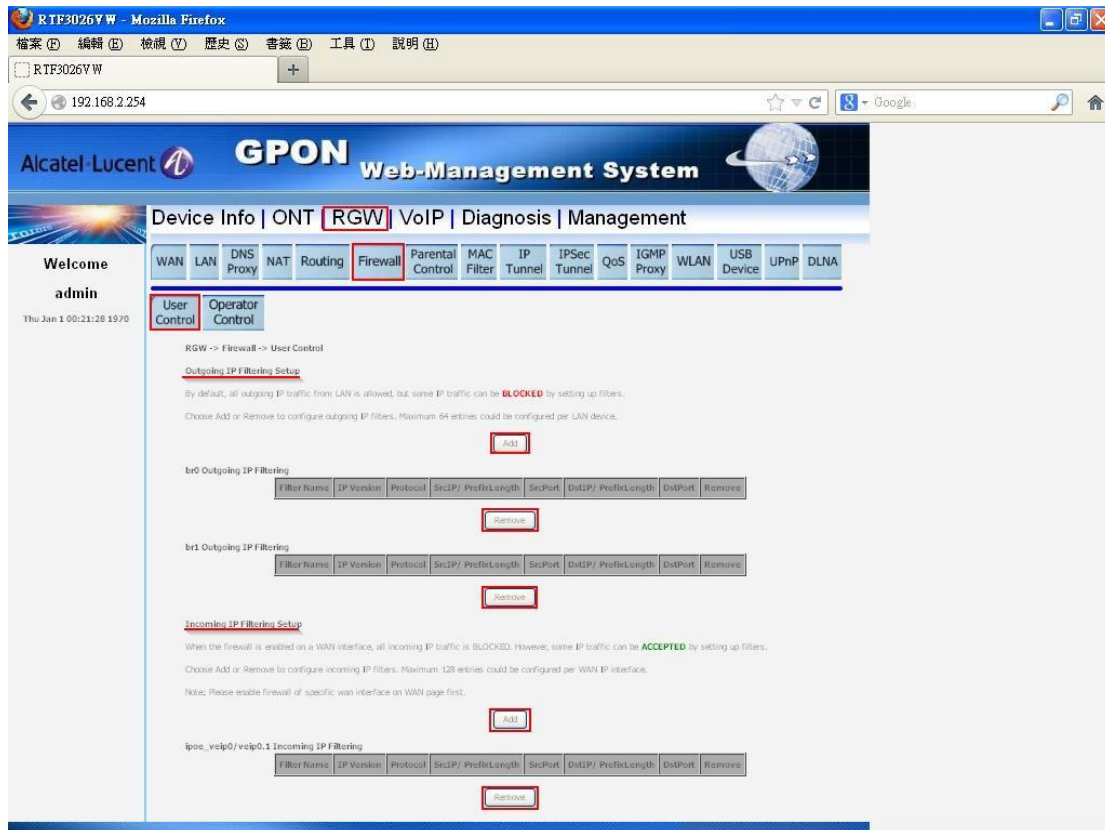 RTF3026VW - Mozilla Firefox
檔案(F) 編輯(E) 檢視(V) 歷史(S) 書籤(B) 工具(T) 說明(H)
RTF3026VW +
192.168.2.254 Google
Alcatel·Lucent GPON Web-Management System
Device Info | ONT | RGW | VoIP | Diagnosis | Management
WAN LAN DNS Proxy NAT Routing Firewall Parental Control MAC Filter IP Tunnel IPSec Tunnel QoS IGMP Proxy WLAN USB Device UPnP DLNA
Welcome
admin
Thu Jan 1 00:21:28 1970
User Control Operator Control
RGW -> Firewall -> User Control
Outgoing IP Filtering Setup
By default, all outgoing IP traffic from LAN is allowed, but some IP traffic can be BLOCKED by setting up filters.
Choose Add or Remove to configure outgoing IP filters. Maximum 64 entries could be configured per LAN device.
Add
br0 Outgoing IP Filtering
Filter Name IP Version Protocol SrcIP/ PrefixLength SrcPort DstIP/ PrefixLength DstPort Remove
Remove
br1 Outgoing IP Filtering
Filter Name IP Version Protocol SrcIP/ PrefixLength SrcPort DstIP/ PrefixLength DstPort Remove
Remove
Incoming IP Filtering Setup
When the firewall is enabled on a WAN interface, all incoming IP traffic is BLOCKED. However, some IP traffic can be ACCEPTED by setting up filters.
Choose Add or Remove to configure incoming IP filters. Maximum 128 entries could be configured per WAN IP interface.
Note: Please enable firewall of specific wan interface on WAN page first.
Add
ipoe_veip0/veip0.1 Incoming IP Filtering
Filter Name IP Version Protocol SrcIP/ PrefixLength SrcPort DstIP/ PrefixLength DstPort Remove
Remove